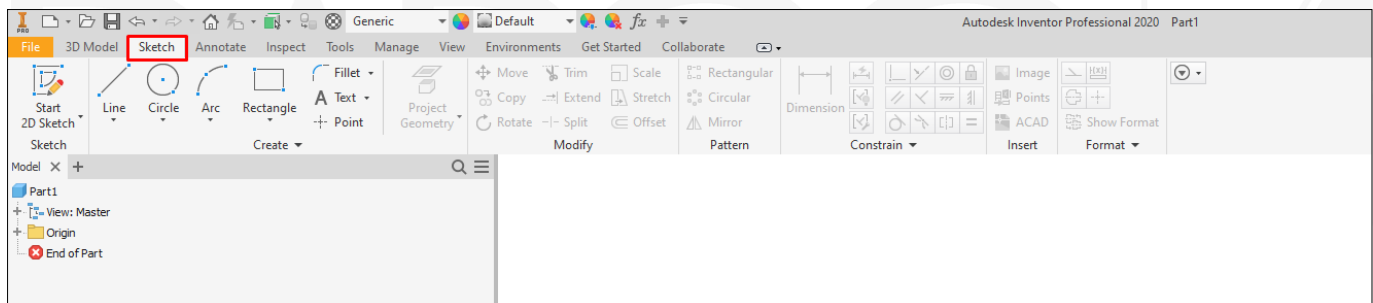 PRO Generic Default fx Autodesk Inventor Professional 2020 Part1
File 3D Model Sketch Annotate Inspect Tools Manage View Environments Get Started Collaborate
Fillet Move Trim Scale Rectangular Image
Text Copy Extend Stretch Circular Points
Start 2D Sketch Line Circle Arc Rectangle Project Geometry Dimension
Point Rotate Split Offset Mirror ACAD Show Format
Sketch Create Modify Pattern Constrain Insert Format
Model
Part1
View: Master
Origin
End of Part